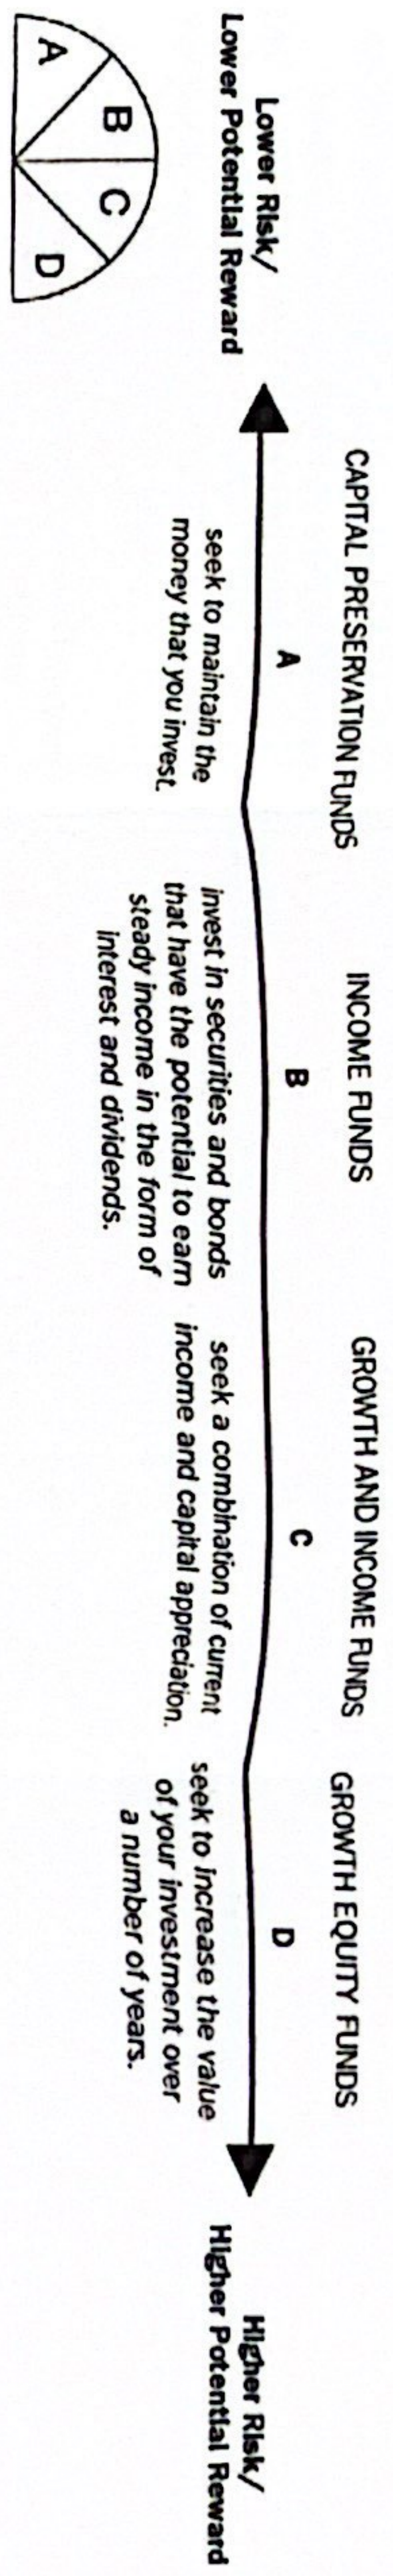 Lower Risk/
Lower Potential Reward
A
B
C
D
CAPITAL PRESERVATION FUNDS
A
seek to maintain the
money that you invest.
INCOME FUNDS
B
invest in securities and bonds
that have the potential to earn
steady income in the form of
interest and dividends.
GROWTH AND INCOME FUNDS
C
seek a combination of current
income and capital appreciation.
GROWTH EQUITY FUNDS
D
seek to increase the value
of your investment over
a number of years.
Higher Risk/
Higher Potential Reward